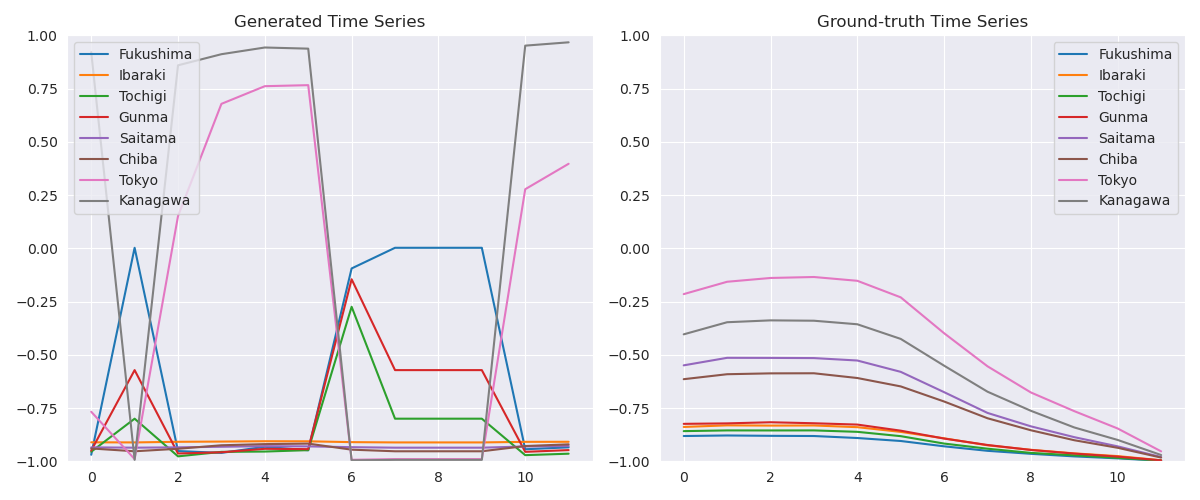 Generated Time Series
Ground-truth Time Series
1.00
0.75
0.50
0.25
0.00
−0.25
−0.50
−0.75
−1.00
0 2 4 6 8 10
Fukushima
Ibaraki
Tochigi
Gunma
Saitama
Chiba
Tokyo
Kanagawa
1.00
0.75
0.50
0.25
0.00
−0.25
−0.50
−0.75
−1.00
0 2 4 6 8 10
Fukushima
Ibaraki
Tochigi
Gunma
Saitama
Chiba
Tokyo
Kanagawa